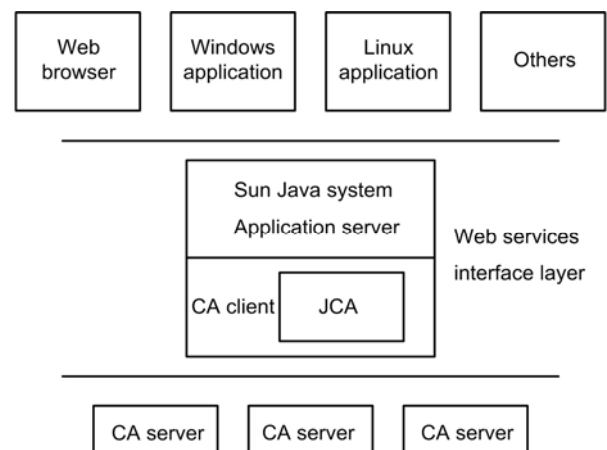 Web
browser
Windows
application
Linux
application
Others
Sun Java system
Application server
Web services
interface layer
CA client
JCA
CA server
CA server
CA server